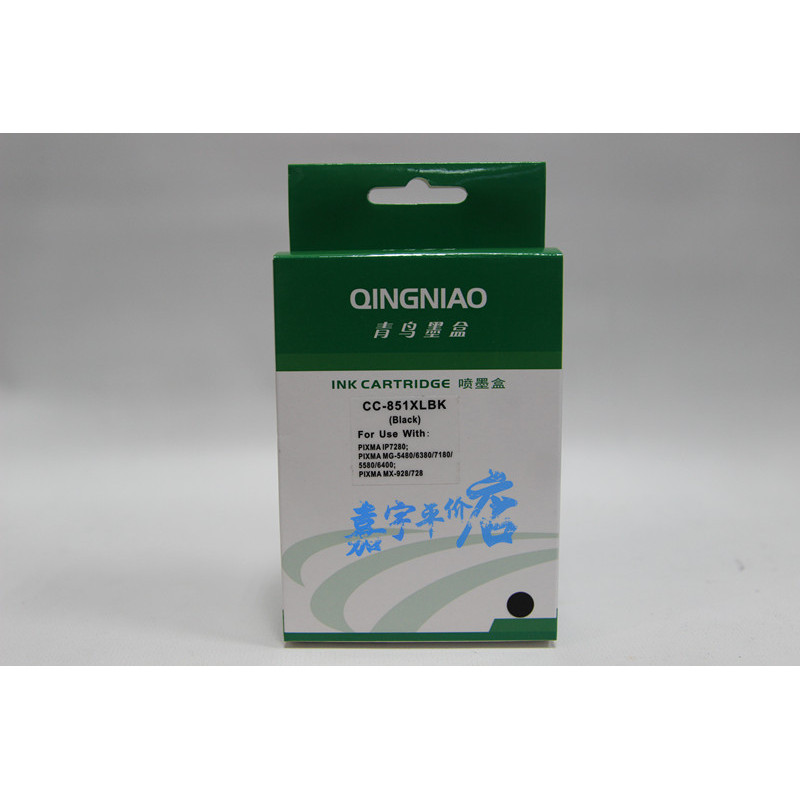 QINGNIAO
青鸟墨盒
INK CARTRIDGE 喷墨盒
CC-851XLBK
(Black)
For Use With:
PIXMA IP7280;
PIXMA MG-5480/6380/7180/
5580/6400;
PIXMA MX-928/728
嘉宇平价店